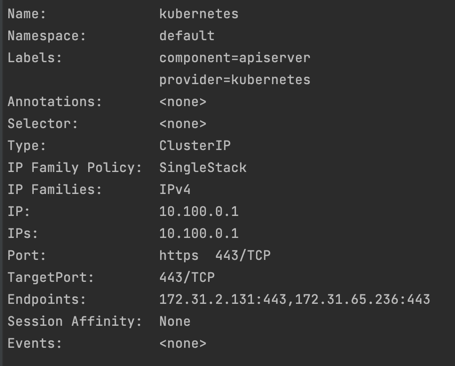 Name:              kubernetes
Namespace:         default
Labels:            component=apiserver
                   provider=kubernetes
Annotations:       <none>
Selector:          <none>
Type:              ClusterIP
IP Family Policy:  SingleStack
IP Families:       IPv4
IP:                10.100.0.1
IPs:               10.100.0.1
Port:              https  443/TCP
TargetPort:        443/TCP
Endpoints:         172.31.2.131:443,172.31.65.236:443
Session Affinity:  None
Events:            <none>